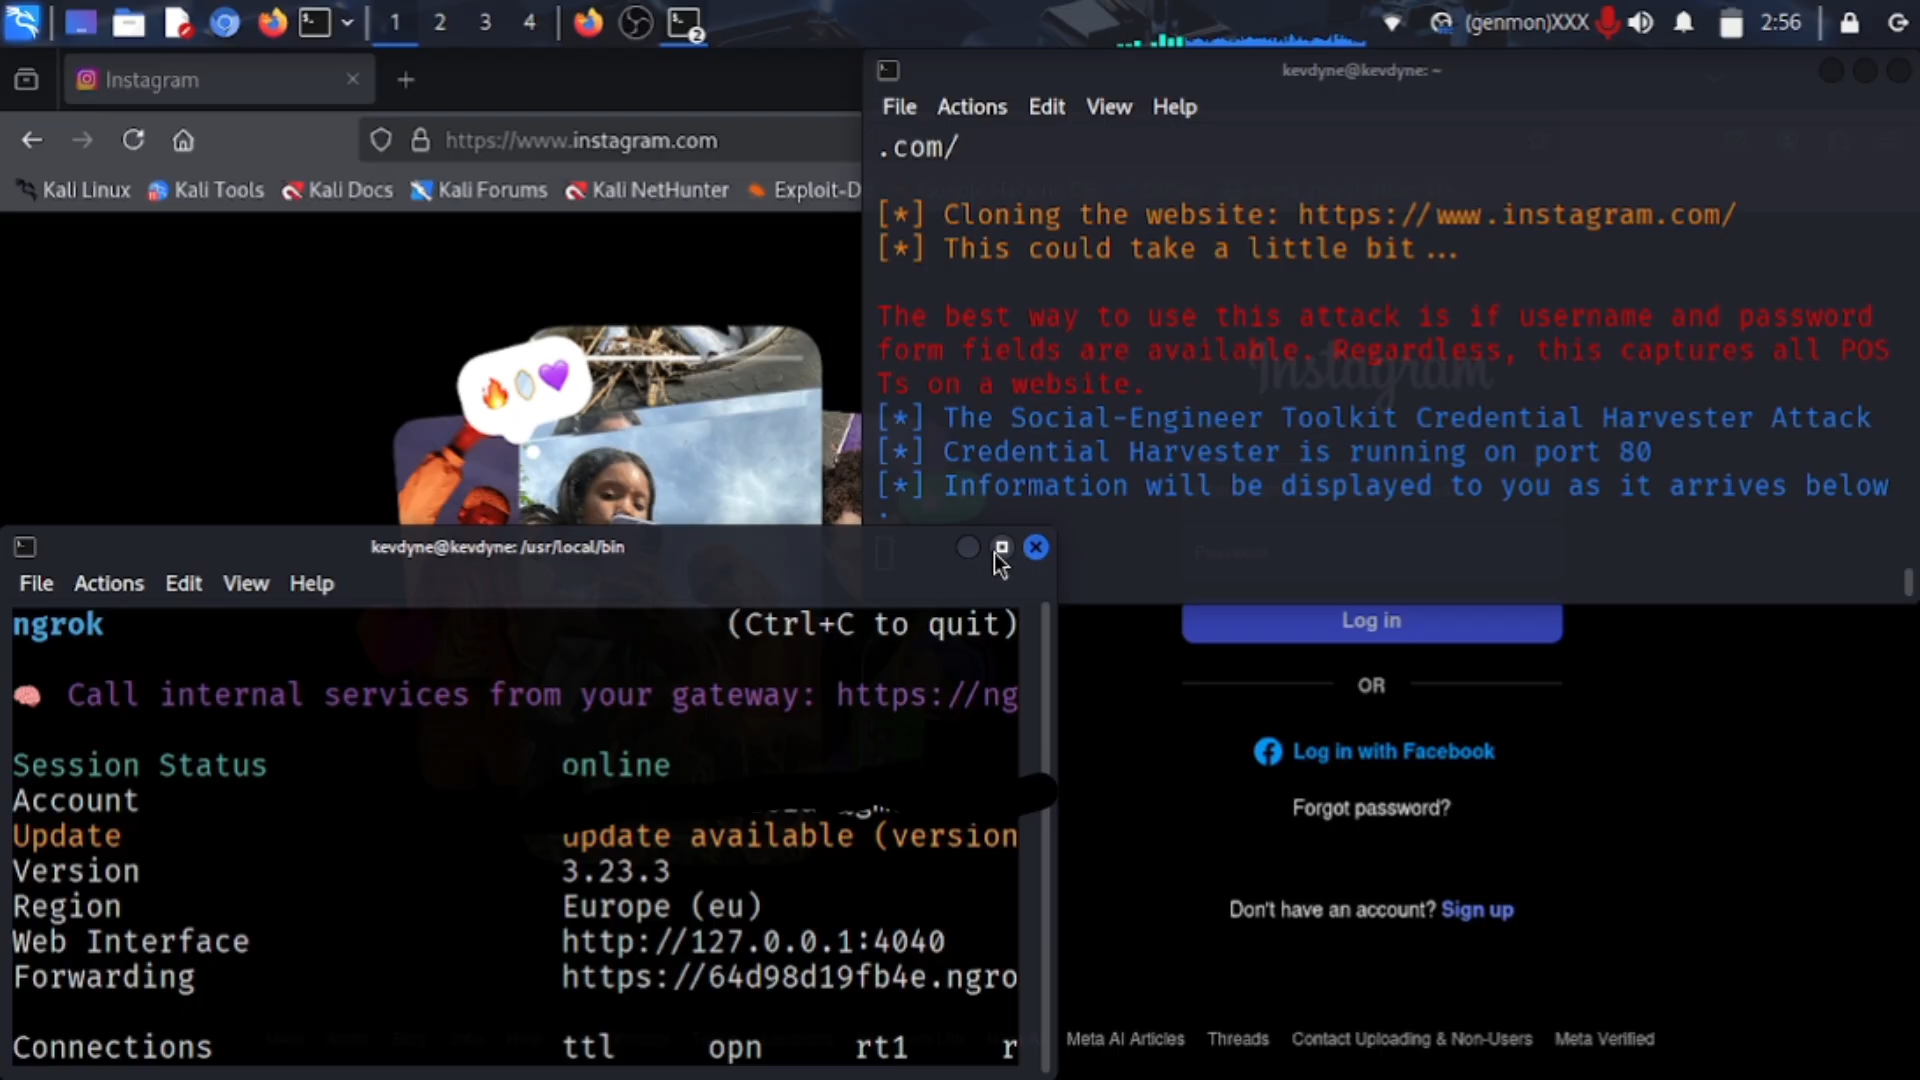 1 2 3 4 2 (genmon)XXX 2:56
Instagram
https://www.instagram.com
Kali Linux Kali Tools Kali Docs Kali Forums Kali NetHunter Exploit-D
kevdyne@kevdyne: ~
File Actions Edit View Help
.com/
[*] Cloning the website: https://www.instagram.com/
[*] This could take a little bit ...
The best way to use this attack is if username and password
form fields are available. Regardless, this captures all POS
Ts on a website.
[*] The Social-Engineer Toolkit Credential Harvester Attack
[*] Credential Harvester is running on port 80
[*] Information will be displayed to you as it arrives below
.
Instagram
Password
kevdyne@kevdyne: /usr/local/bin
File Actions Edit View Help
ngrok (Ctrl+C to quit)
Call internal services from your gateway: https://ng
Session Status online
Account
Update update available (version
Version 3.23.3
Region Europe (eu)
Web Interface http://127.0.0.1:4040
Forwarding https://64d98d19fb4e.ngro
Connections ttl opn rt1 r
Log in
OR
Log in with Facebook
Forgot password?
Don't have an account? Sign up
Meta AI Articles Threads Contact Uploading & Non-Users Meta Verified